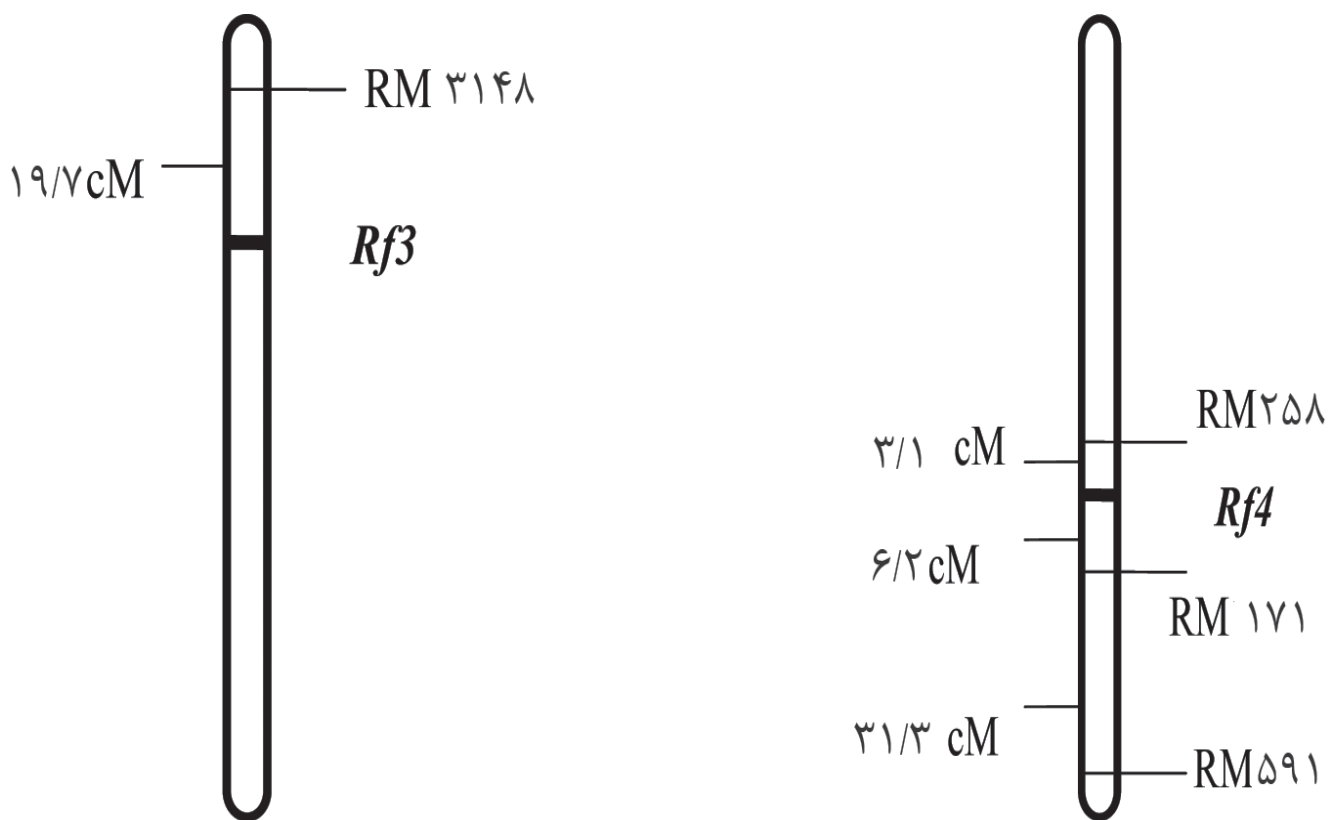 RM ۳۱۴۸
۱۹/۷cM
Rf3
RM۲۵۸
۳/۱ cM
Rf4
۶/۲cM
RM ۱۷۱
۳۱/۳ cM
RM۵۹۱